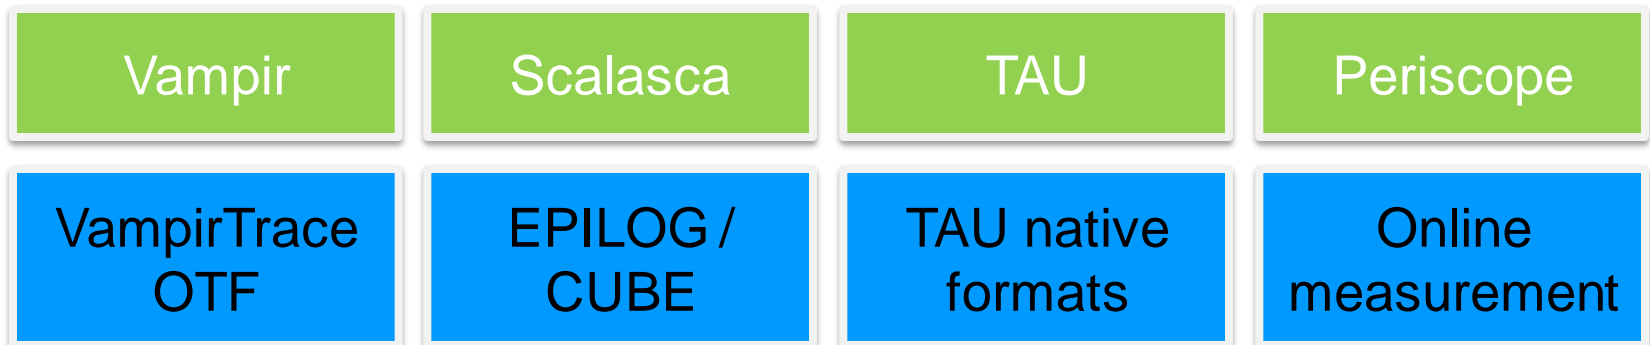 Vampir
Scalasca
TAU
Periscope
VampirTrace
OTF
EPILOG /
CUBE
TAU native
formats
Online
measurement